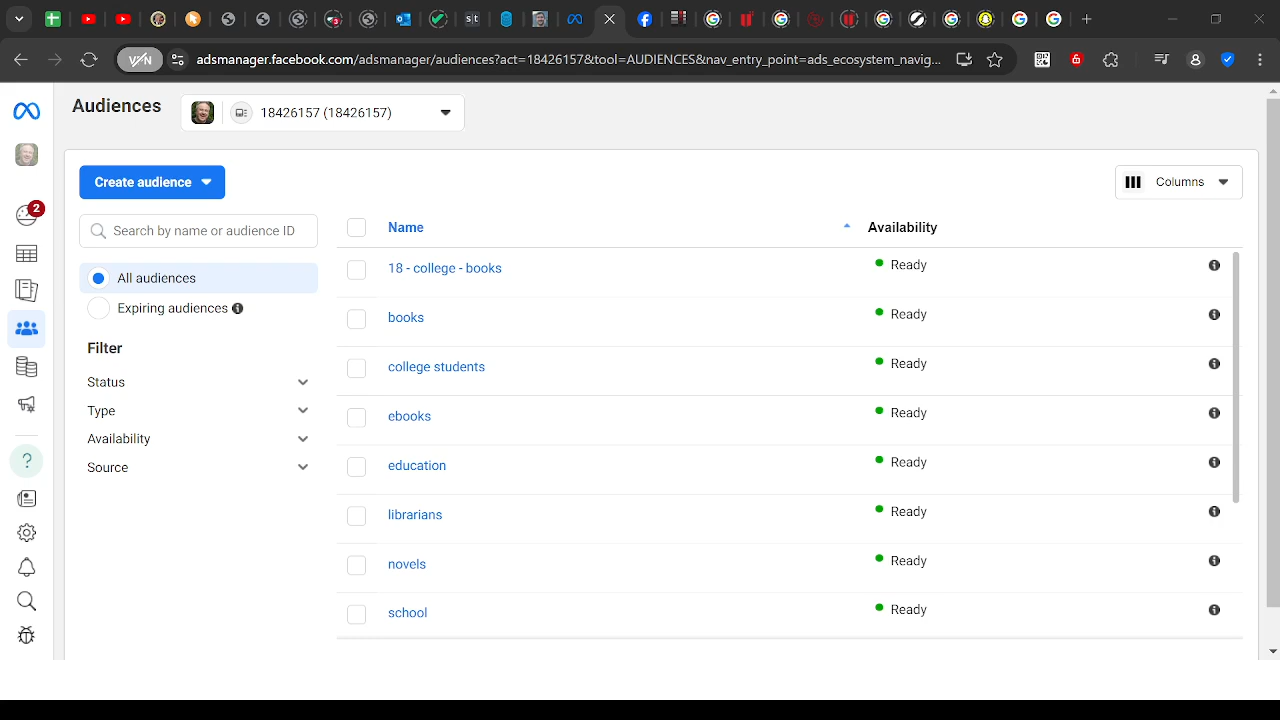 sit
V/N
adsmanager.facebook.com/adsmanager/audiences?act=18426157&tool=AUDIENCES&nav_entry_point=ads_ecosystem_navig...
Audiences
18426157 (18426157)
2
Create audience
Columns
Search by name or audience ID
Name
Availability
All audiences
Expiring audiences
Filter
Status
Type
Availability
Source
18 - college - books
Ready
books
Ready
college students
Ready
ebooks
Ready
education
Ready
librarians
Ready
novels
Ready
school
Ready
?